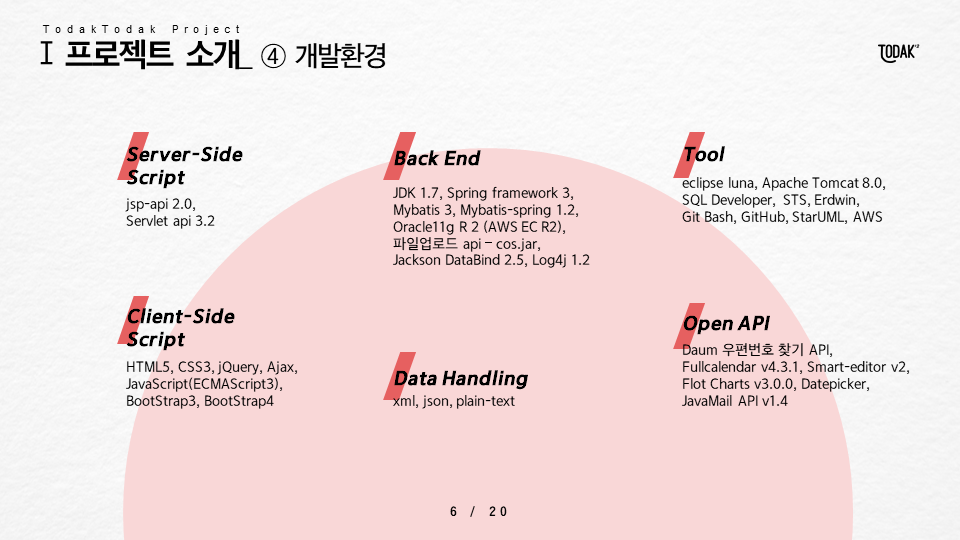 TodakTodak Project
I 프로젝트 소개_ ④ 개발환경
TODAK
Server-Side
Script
jsp-api 2.0,
Servlet api 3.2
Back End
JDK 1.7, Spring framework 3,
Mybatis 3, Mybatis-spring 1.2,
Oracle11g R 2 (AWS EC R2),
파일업로드 api – cos.jar,
Jackson DataBind 2.5, Log4j 1.2
Tool
eclipse luna, Apache Tomcat 8.0,
SQL Developer, STS, Erdwin,
Git Bash, GitHub, StarUML, AWS
Client-Side
Script
HTML5, CSS3, jQuery, Ajax,
JavaScript(ECMAScript3),
BootStrap3, BootStrap4
Data Handling
xml, json, plain-text
Open API
Daum 우편번호 찾기 API,
Fullcalendar v4.3.1, Smart-editor v2,
Flot Charts v3.0.0, Datepicker,
JavaMail API v1.4
6 / 20